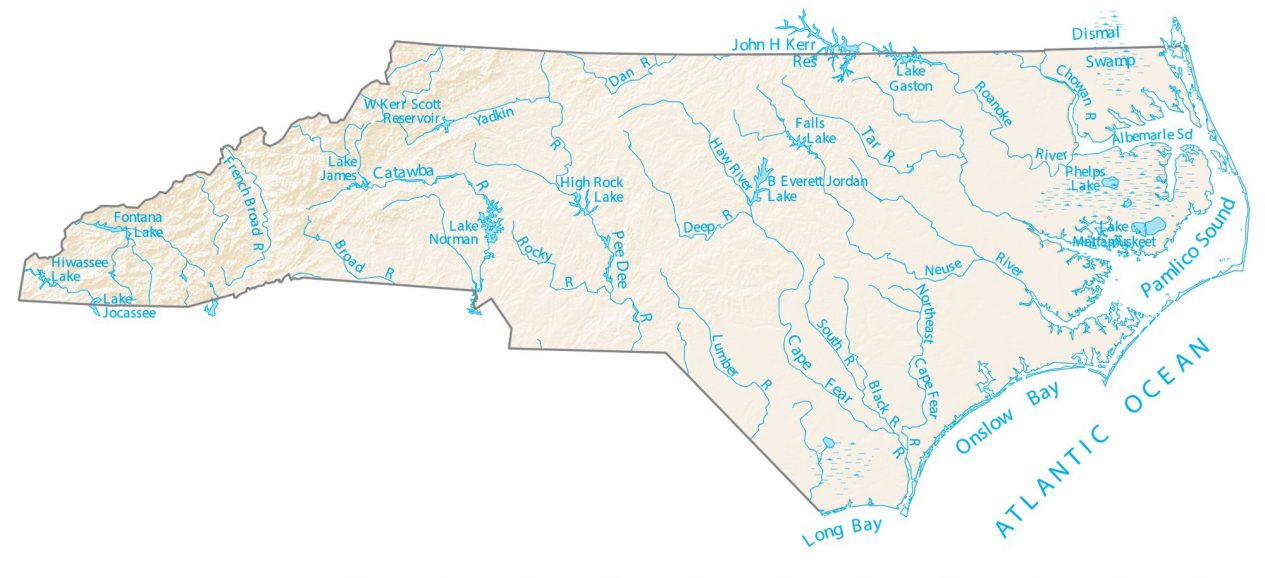 Dismal
Swamp
John H Kerr
Res
Lake
Gaston
Dan R
Roanoke
River
Chowan
R
Albemarle Sd
W Kerr Scott
Reservoir
Yadkin
R
Falls
Lake
Tar R
Haw River
Lake
James
Catawba
R
French Broad R
High Rock
Lake
B Everett Jordan
Lake
Phelps
Lake
Fontana
Lake
Lake
Norman
Deep R
Lake
Mattamuskeet
Pamlico Sound
Hiwassee
Lake
Broad R
Rocky
R
Pee Dee
R
Neuse
River
Lake
Jocassee
Northeast
Cape Fear
R
Lumber R
Cape
Fear
R
South R
Black R
Onslow Bay
ATLANTIC OCEAN
Long Bay